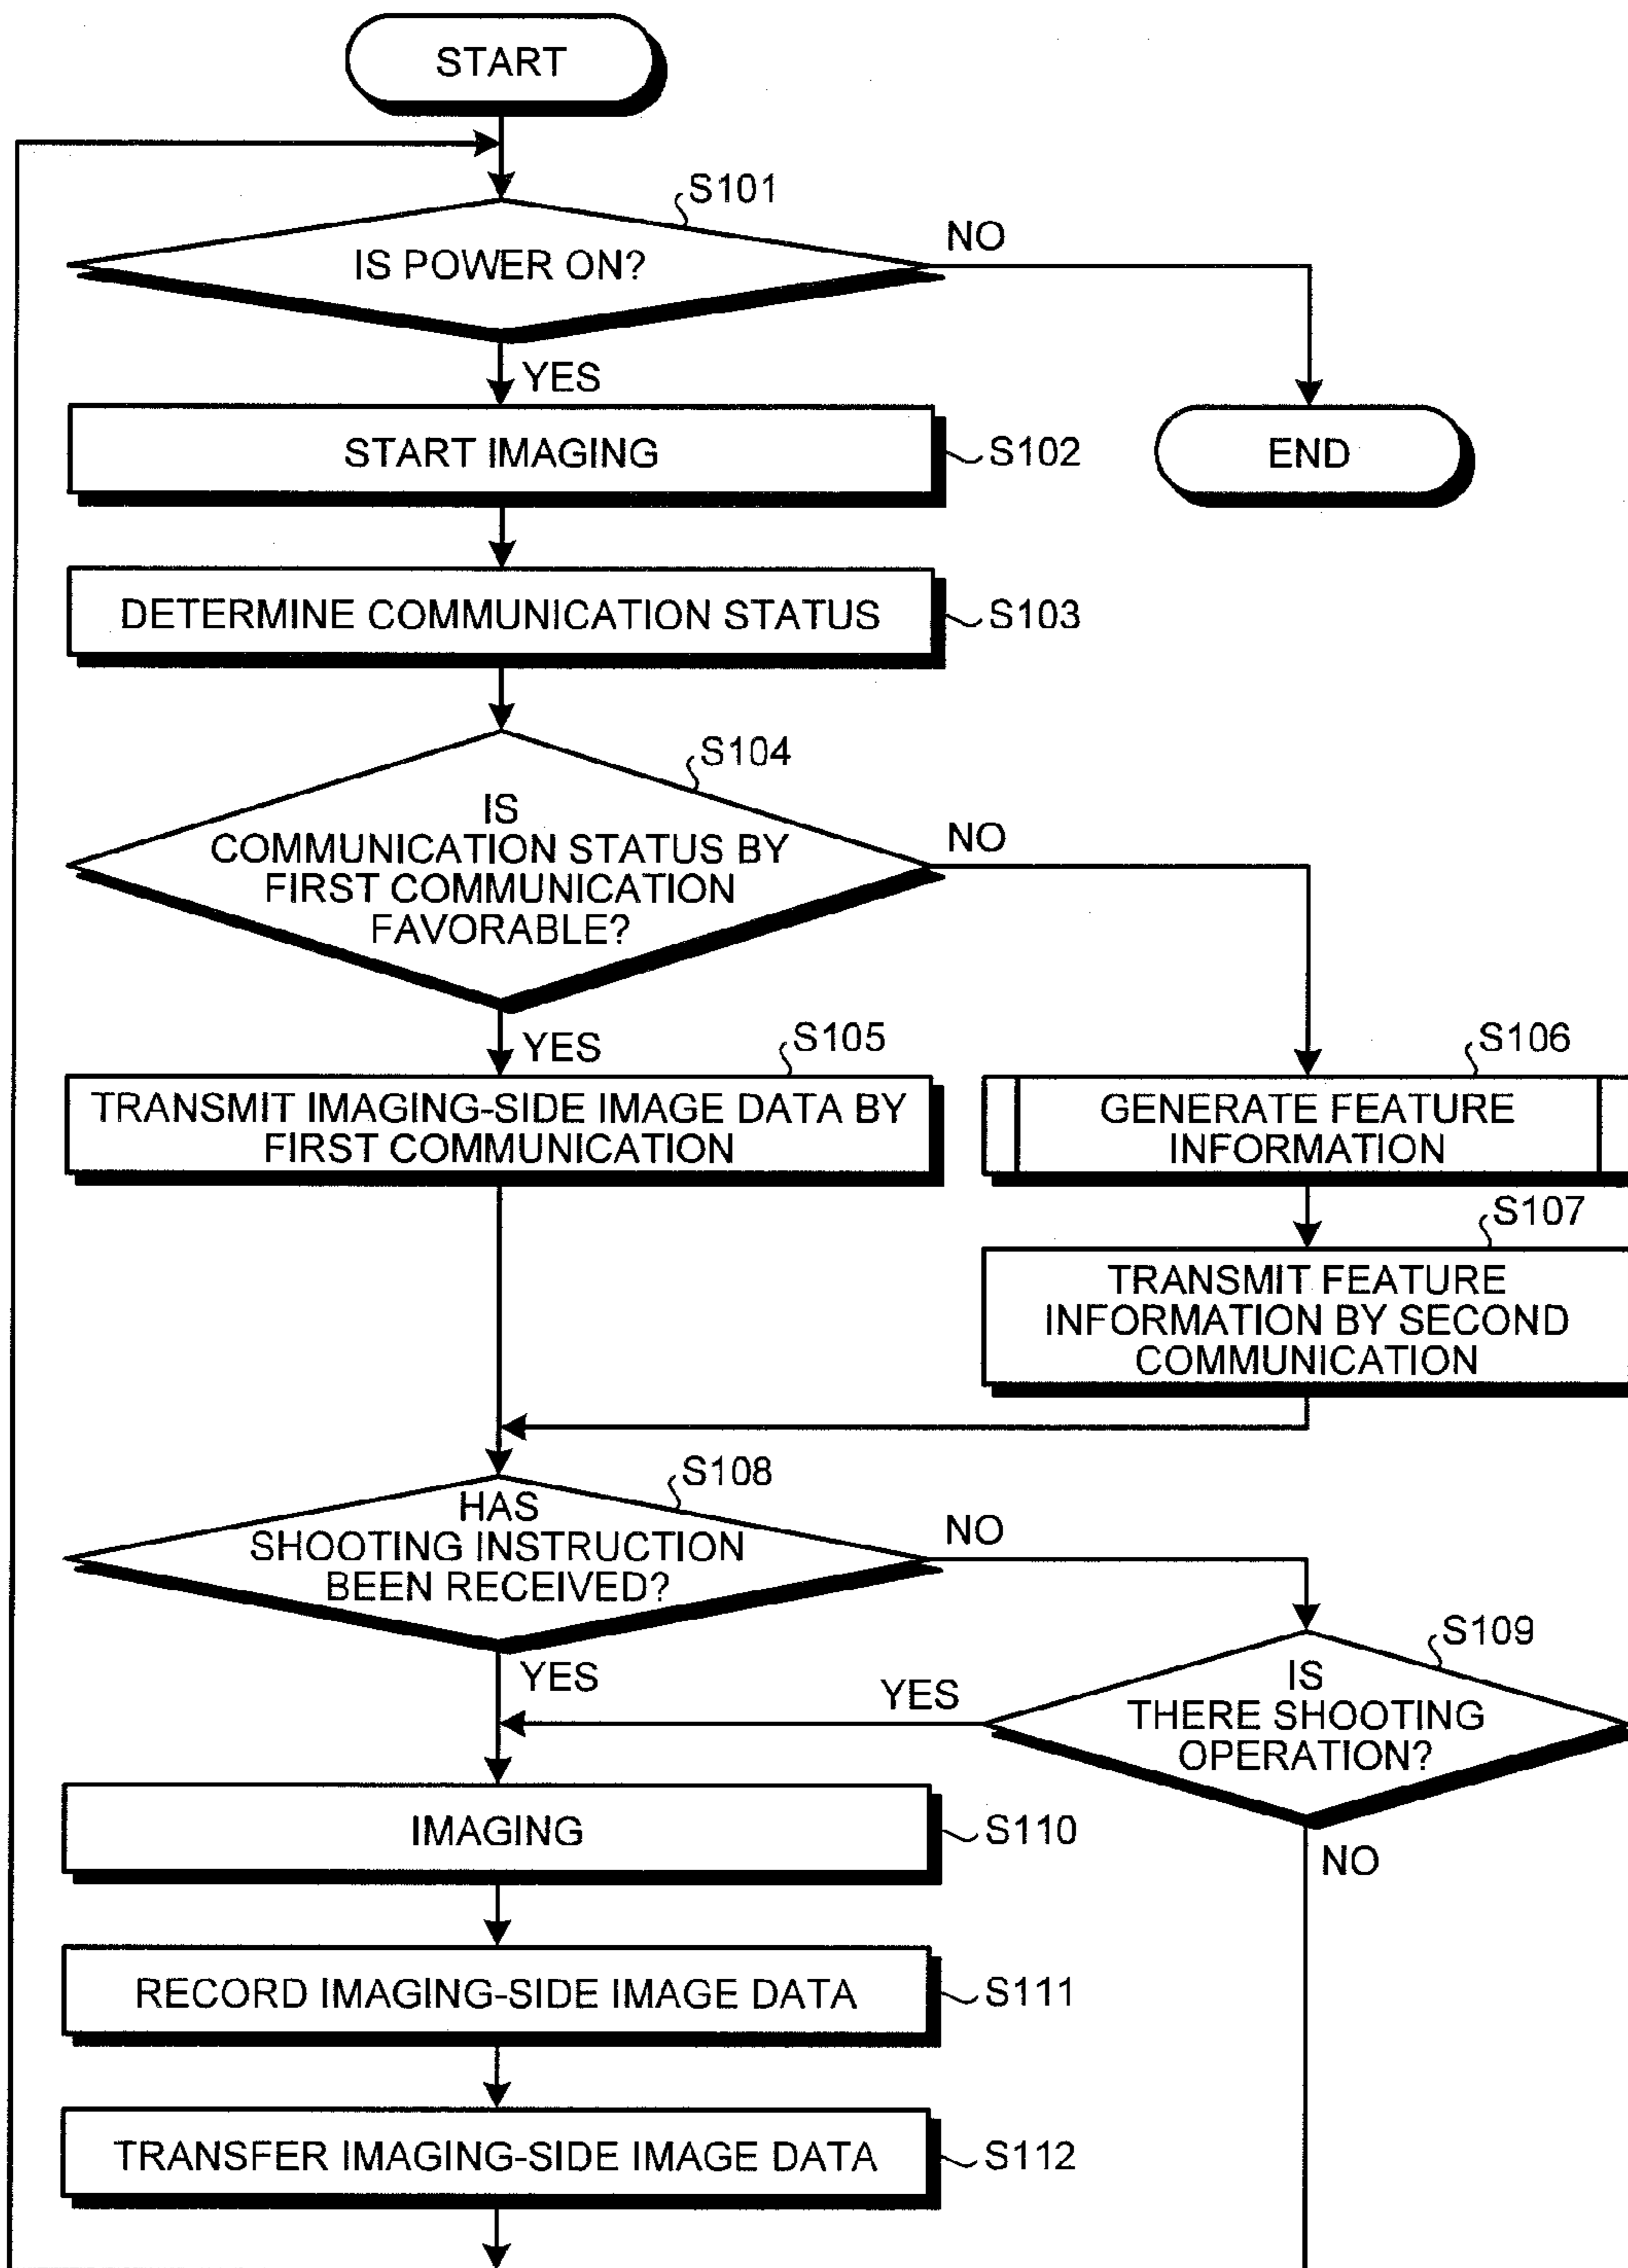 START
S101
IS POWER ON?
NO
YES
START IMAGING
S102
END
DETERMINE COMMUNICATION STATUS
S103
S104
IS
COMMUNICATION STATUS BY
FIRST COMMUNICATION
FAVORABLE?
NO
YES
S105
TRANSMIT IMAGING-SIDE IMAGE DATA BY
FIRST COMMUNICATION
S106
GENERATE FEATURE
INFORMATION
S107
TRANSMIT FEATURE
INFORMATION BY SECOND
COMMUNICATION
S108
HAS
SHOOTING INSTRUCTION
BEEN RECEIVED?
NO
YES
S109
IS
THERE SHOOTING
OPERATION?
YES
NO
IMAGING
S110
RECORD IMAGING-SIDE IMAGE DATA
S111
TRANSFER IMAGING-SIDE IMAGE DATA
S112